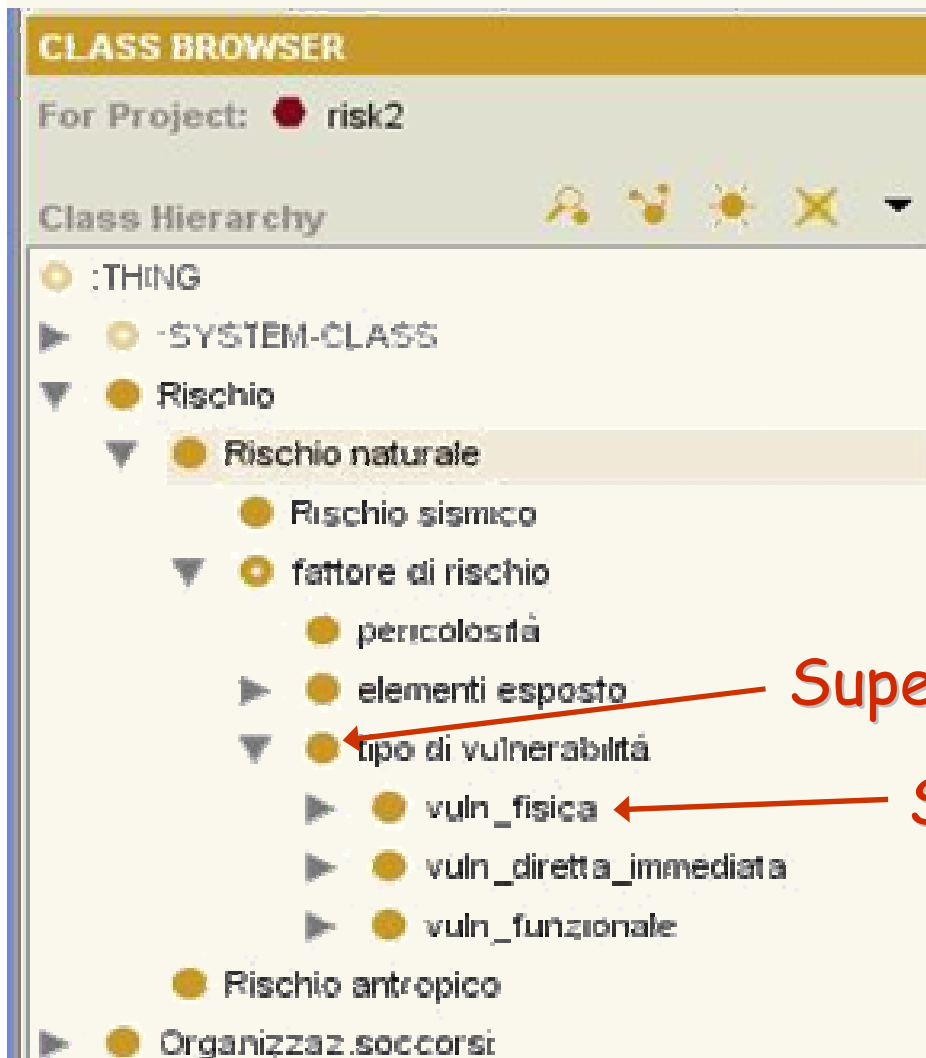 CLASS BROWSER
For Project: risk2
Class Hierarchy
:THING
:SYSTEM-CLASS
Rischio
Rischio naturale
Rischio sismico
fattore di rischio
pericolosità
elementi esposto
Supe
tipo di vulnerabilità
vuln_fisica
S
vuln_diretta_immediata
vuln_funzionale
Rischio antropico
Organizzaz.soccorsi